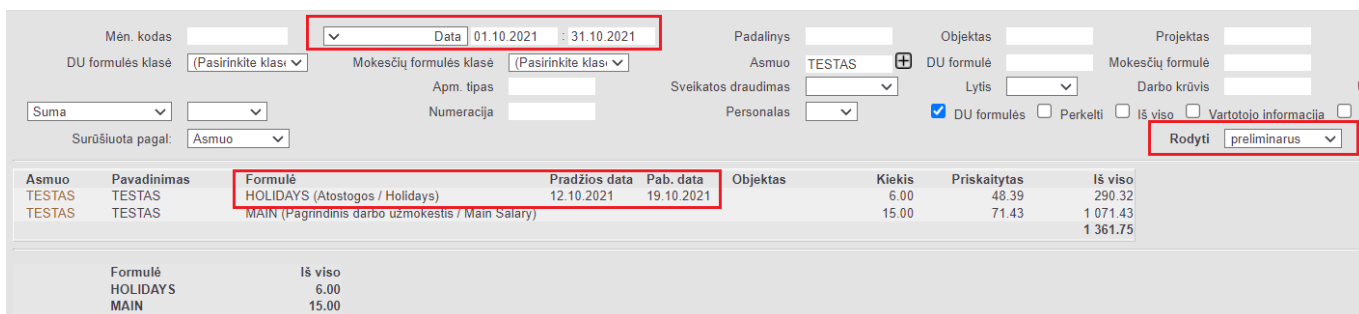 Mėn. kodas Data 01.10.2021 : 31.10.2021 Padalinys Objektas Projektas
DU formulės klasė (Pasirinkite klasę Mokesčių formulės klasė (Pasirinkite klasę Asmuo TESTAS DU formulė Mokesčių formulė
Apm. tipas Sveikatos draudimas Lytis Darbo krūvis
Suma Numeracija Personalas DU formulės Perkelti Iš viso Vartotojo informacija
Surūšiuota pagal: Asmuo Rodyti preliminarus
Asmuo Pavadinimas Formulė Pradžios data Pab. data Objektas Kiekis Priskaitytas Iš viso
TESTAS TESTAS HOLIDAYS (Atostogos / Holidays) 12.10.2021 19.10.2021 6.00 48.39 290.32
TESTAS TESTAS MAIN (Pagrindinis darbo užmokestis / Main Salary) 15.00 71.43 1 071.43
1 361.75
Formulė Iš viso
HOLIDAYS 6.00
MAIN 15.00